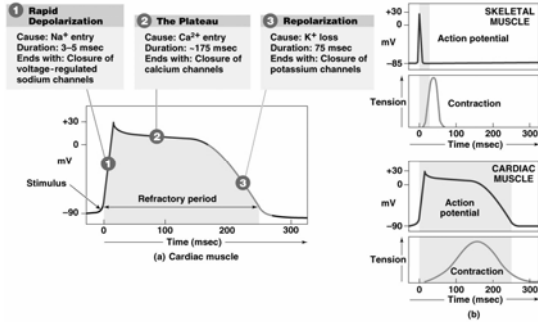 1 Rapid
Depolarization
Cause: Na+ entry
Duration: 3–5 msec
Ends with: Closure of
voltage-regulated
sodium channels
2 The Plateau
Cause: Ca2+ entry
Duration: ~175 msec
Ends with: Closure of
calcium channels
3 Repolarization
Cause: K+ loss
Duration: 75 msec
Ends with: Closure of
potassium channels
+30
0
mV
–90
1
2
3
Stimulus
Refractory period
0 100 200 300
Time (msec)
(a) Cardiac muscle
SKELETAL
MUSCLE
+30
0
mV
–85
Action potential
Tension
Contraction
0 100 200 300
Time (msec)
CARDIAC
MUSCLE
+30
0
mV
–90
Action
potential
Tension
Contraction
0 100 200 300
Time (msec)
(b)